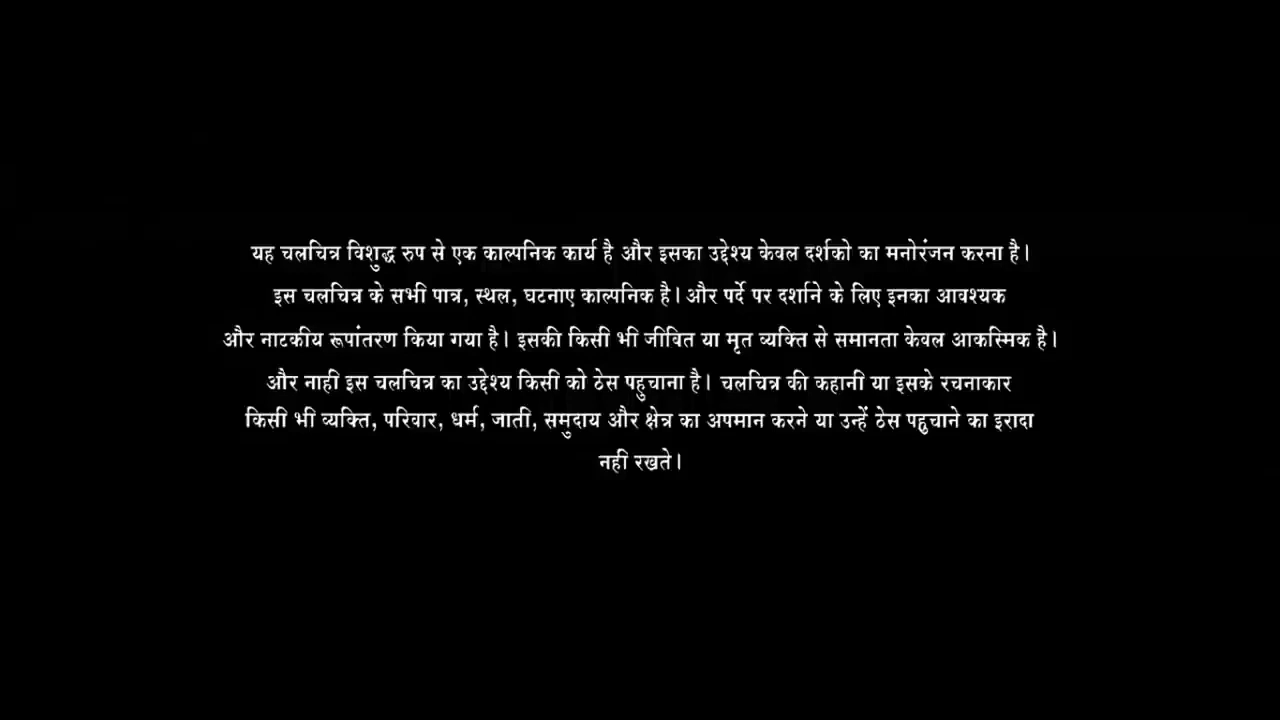 यह चलचित्र विशुद्ध रुप से एक काल्पनिक कार्य है और इसका उद्देश्य केवल दर्शको का मनोरंजन करना है।
इस चलचित्र के सभी पात्र, स्थल, घटनाए काल्पनिक है। और पर्दे पर दर्शाने के लिए इनका आवश्यक
और नाटकीय रूपांतरण किया गया है। इसकी किसी भी जीवित या मृत व्यक्ति से समानता केवल आकस्मिक है।
और नाही इस चलचित्र का उद्देश्य किसी को ठेस पहुचाना है। चलचित्र की कहानी या इसके रचनाकार
किसी भी व्यक्ति, परिवार, धर्म, जाती, समुदाय और क्षेत्र का अपमान करने या उन्हें ठेस पहुचाने का इरादा
नही रखते।